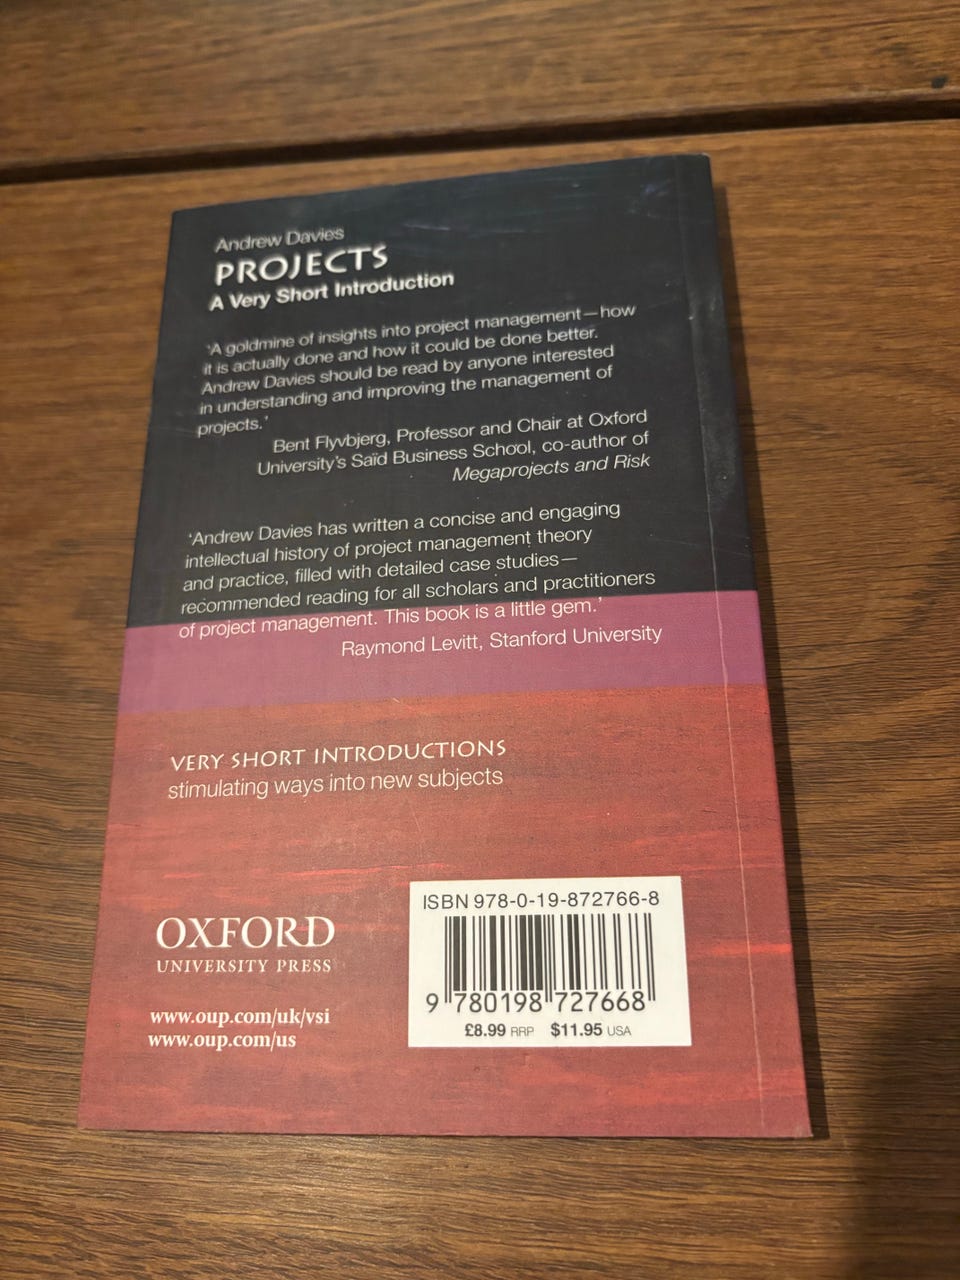 Andrew Davies
PROJECTS
A Very Short Introduction
‘A goldmine of insights into project management—how
it is actually done and how it could be done better.
Andrew Davies should be read by anyone interested
in understanding and improving the management of
projects.’
Bent Flyvbjerg, Professor and Chair at Oxford
University's Saïd Business School, co-author of
Megaprojects and Risk
‘Andrew Davies has written a concise and engaging
intellectual history of project management theory
and practice, filled with detailed case studies—
recommended reading for all scholars and practitioners
of project management. This book is a little gem.’
Raymond Levitt, Stanford University
VERY SHORT INTRODUCTIONS
stimulating ways into new subjects
OXFORD
UNIVERSITY PRESS
www.oup.com/uk/vsi
www.oup.com/us
ISBN 978-0-19-872766-8
9 780198 727668
£8.99 RRP $11.95 USA